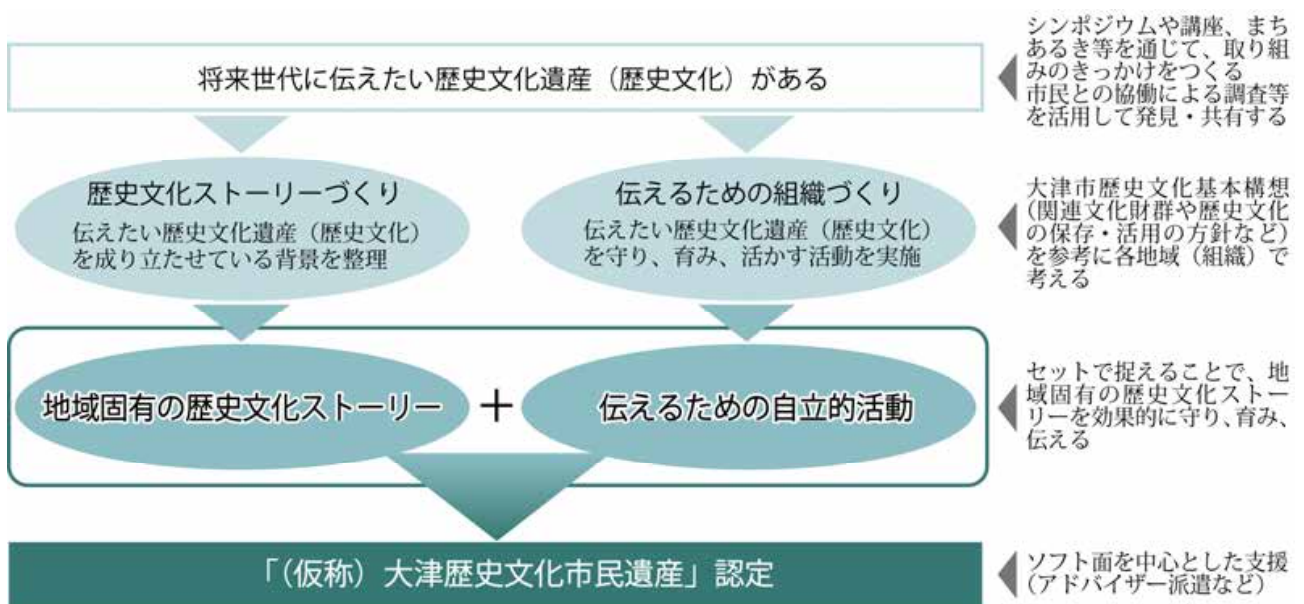 将来世代に伝えたい歴史文化遺産（歴史文化）がある
シンポジウムや講座、まち
あるき等を通じて、取り組
みのきっかけをつくる
市民との協働による調査等
を活用して発見・共有する
歴史文化ストーリーづくり
伝えたい歴史文化遺産（歴史文化）
を成り立たせている背景を整理
伝えるための組織づくり
伝えたい歴史文化遺産（歴史文化）
を守り、育み、活かす活動を実施
大津市歴史文化基本構想
（関連文化財群や歴史文化
の保存・活用の方針など）
を参考に各地域（組織）で
考える
地域固有の歴史文化ストーリー
＋
伝えるための自立的活動
セットで捉えることで、地
域固有の歴史文化ストー
リーを効果的に守り、育み、
伝える
「（仮称）大津歴史文化市民遺産」認定
ソフト面を中心とした支援
（アドバイザー派遣など）